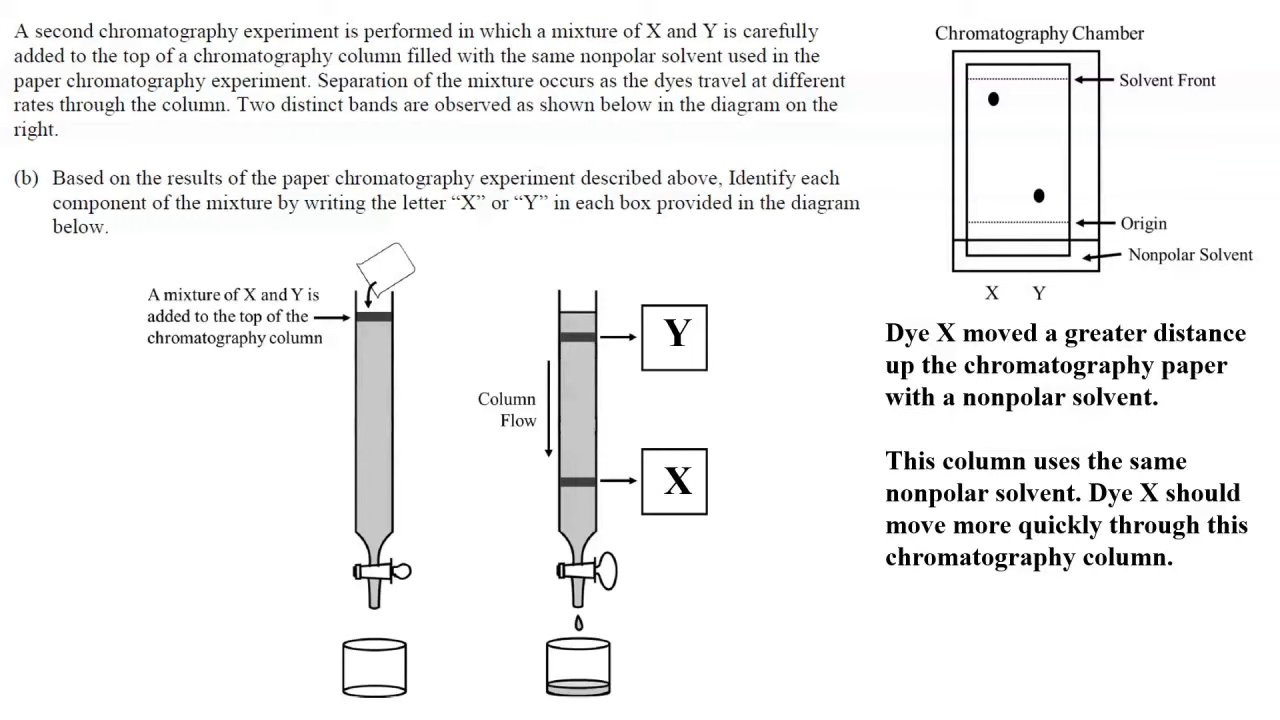 A second chromatography experiment is performed in which a mixture of X and Y is carefully
added to the top of a chromatography column filled with the same nonpolar solvent used in the
paper chromatography experiment. Separation of the mixture occurs as the dyes travel at different
rates through the column. Two distinct bands are observed as shown below in the diagram on the
right.
(b) Based on the results of the paper chromatography experiment described above, Identify each
component of the mixture by writing the letter “X” or “Y” in each box provided in the diagram
below.
A mixture of X and Y is
added to the top of the
chromatography column
Column
Flow
Y
X
Chromatography Chamber
Solvent Front
Origin
Nonpolar Solvent
X Y
Dye X moved a greater distance
up the chromatography paper
with a nonpolar solvent.
This column uses the same
nonpolar solvent. Dye X should
move more quickly through this
chromatography column.